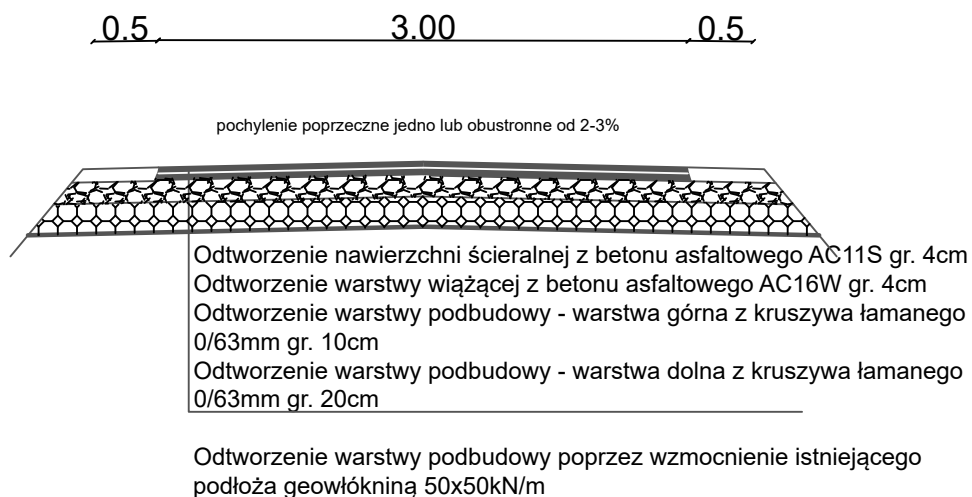 0.5 3.00 0.5
pochylenie poprzeczne jedno lub obustronne od 2-3%
Odtworzenie nawierzchni ścieralnej z betonu asfaltowego AC11S gr. 4cm
Odtworzenie warstwy wiążącej z betonu asfaltowego AC16W gr. 4cm
Odtworzenie warstwy podbudowy - warstwa górna z kruszywa łamanego
0/63mm gr. 10cm
Odtworzenie warstwy podbudowy - warstwa dolna z kruszywa łamanego
0/63mm gr. 20cm
Odtworzenie warstwy podbudowy poprzez wzmocnienie istniejącego
podłoża geowłókniną 50x50kN/m